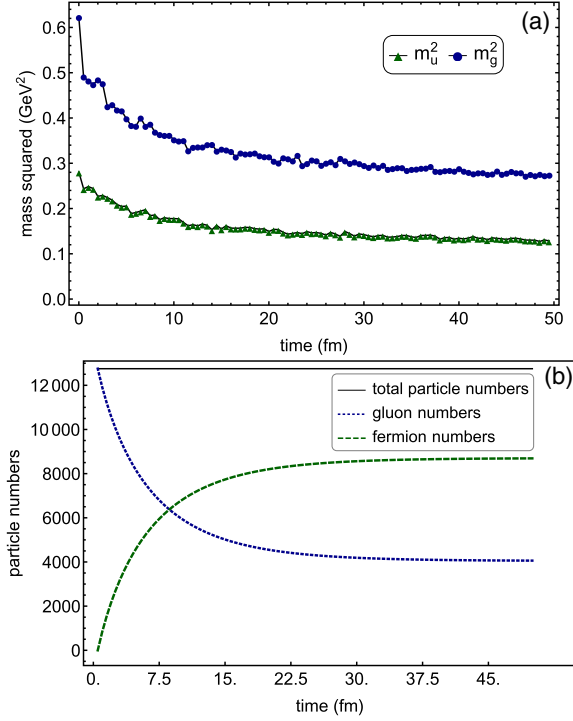 (a)
m_u^2 m_g^2
mass squared (GeV^2)
0.6
0.5
0.4
0.3
0.2
0.1
0.0
0 10 20 30 40 50
time (fm)
(b)
total particle numbers
gluon numbers
fermion numbers
particle numbers
12 000
10 000
8000
6000
4000
2000
0
0. 7.5 15. 22.5 30. 37.5 45.
time (fm)